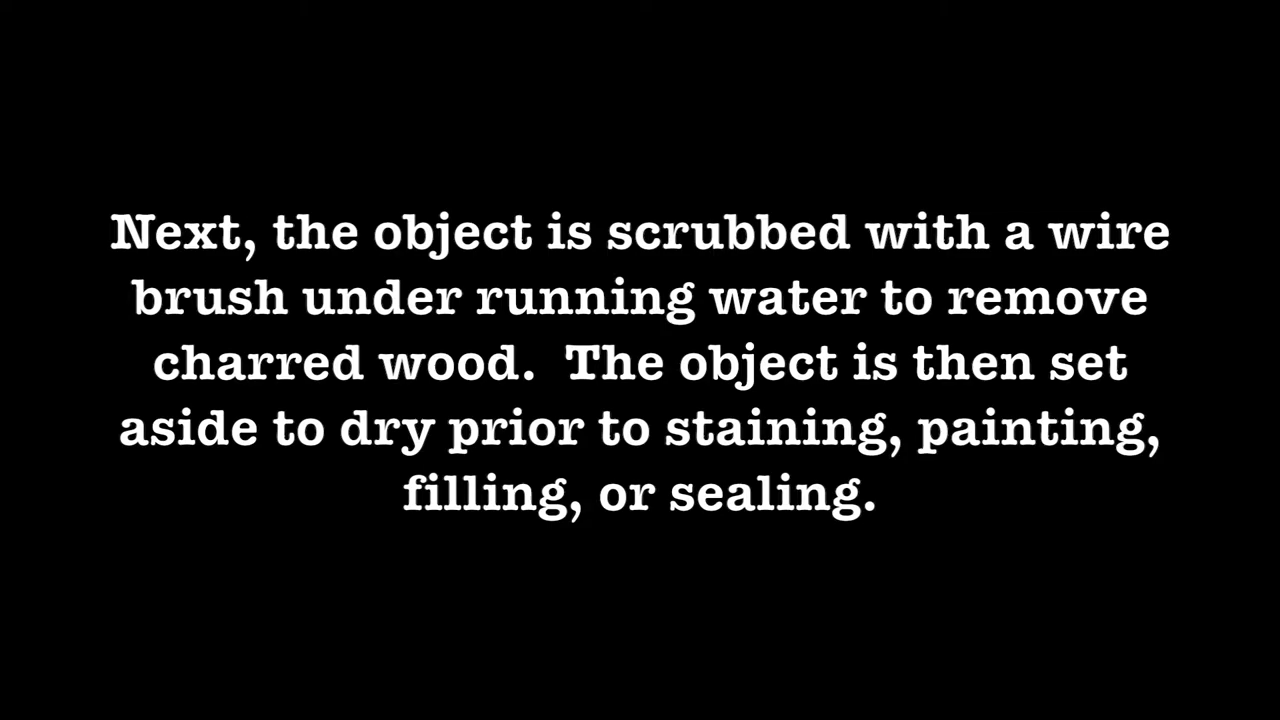 Next, the object is scrubbed with a wire
brush under running water to remove
charred wood.  The object is then set
aside to dry prior to staining, painting,
filling, or sealing.